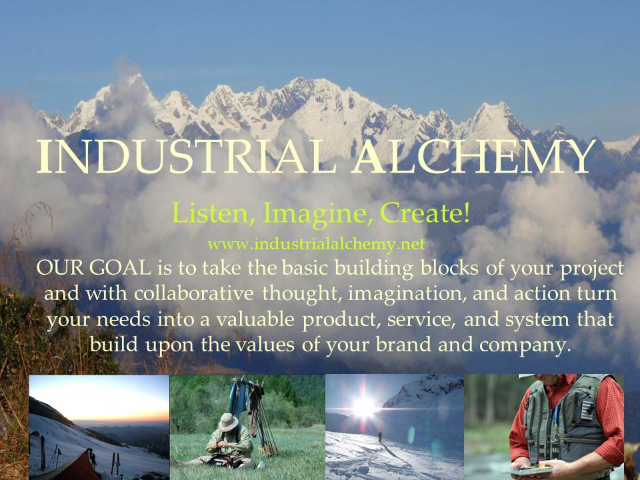 INDUSTRIAL ALCHEMY
Listen, Imagine, Create!
www.industrialalchemy.net
OUR GOAL is to take the basic building blocks of your project
and with collaborative thought, imagination, and action turn
your needs into a valuable product, service, and system that
build upon the values of your brand and company.